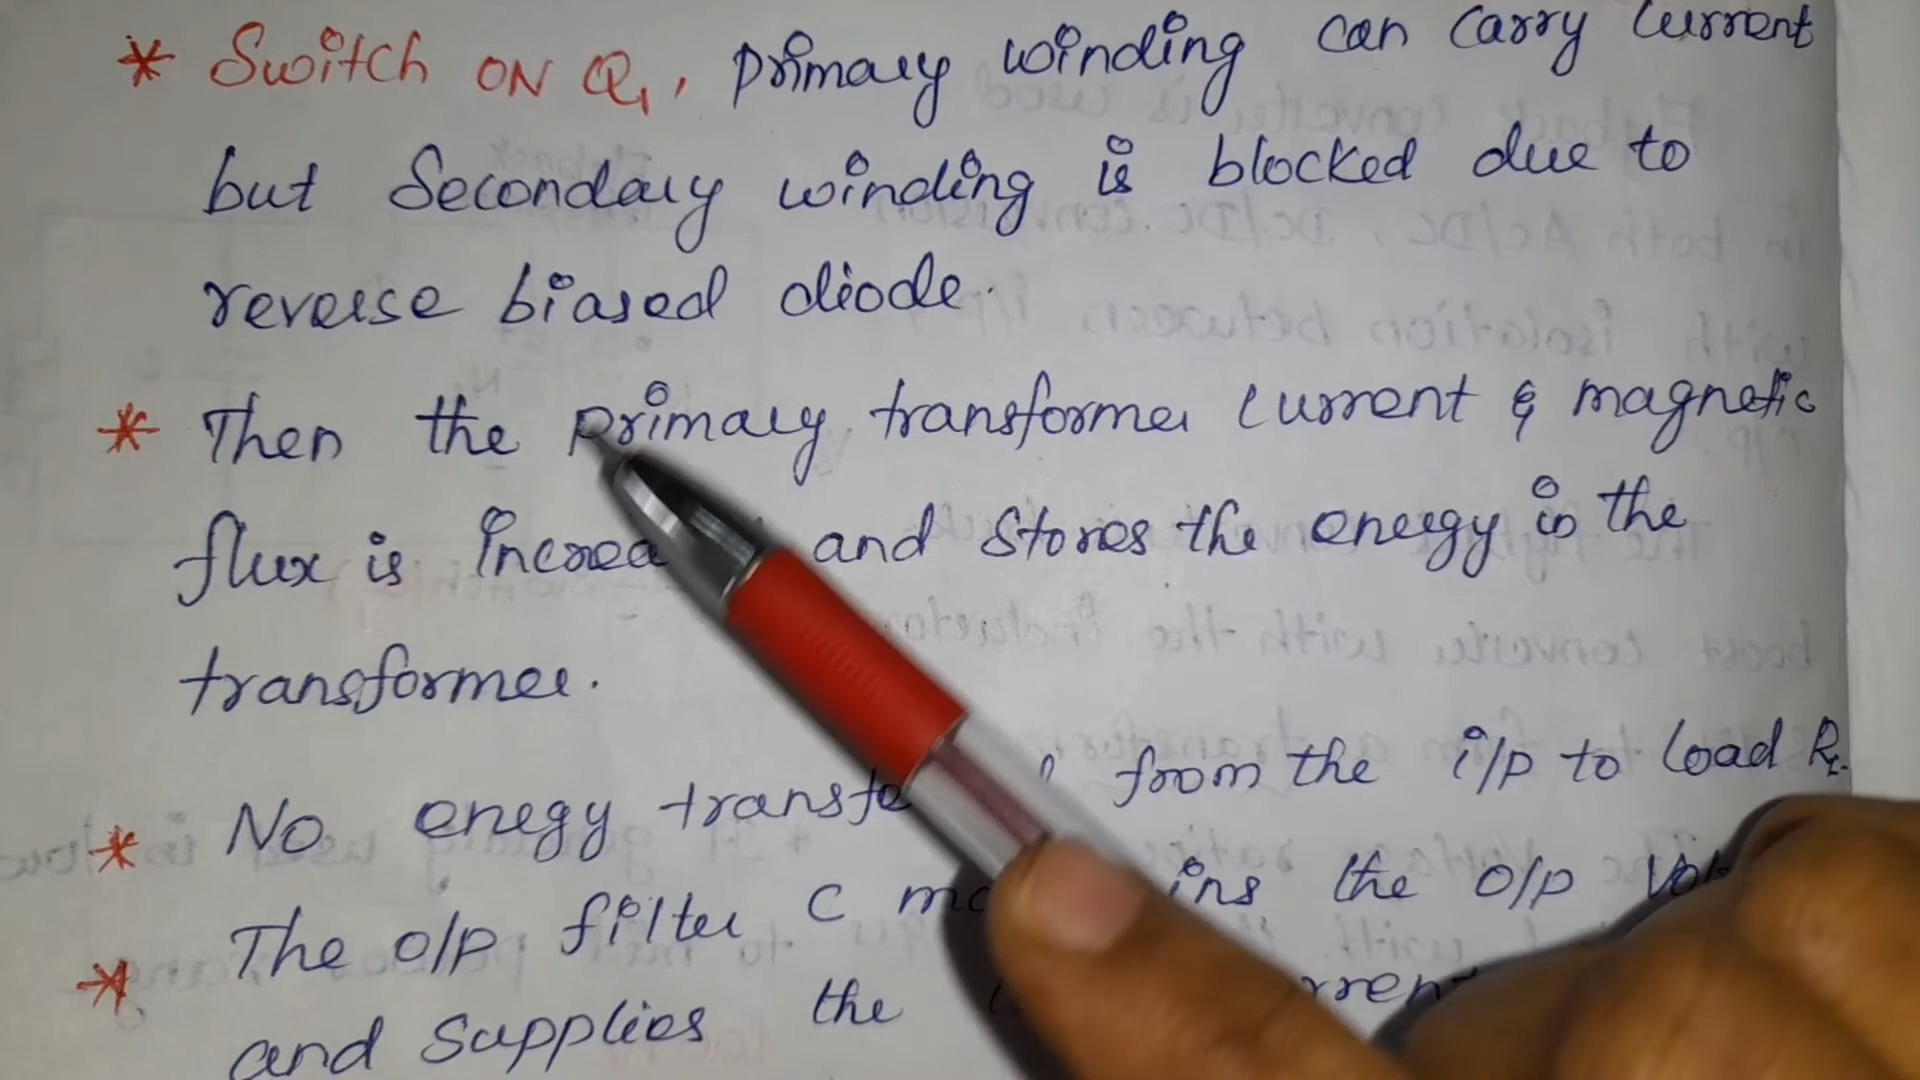 * Switch ON Q1, primary winding can carry current
but Secondary winding is blocked due to
reverse biased diode.
* Then the primary transformer current & magnetic
flux is and stores the energy in the
transformer.
* No enegy from the i/p to load RL.
* The o/p filter C the o/p
and supplies the